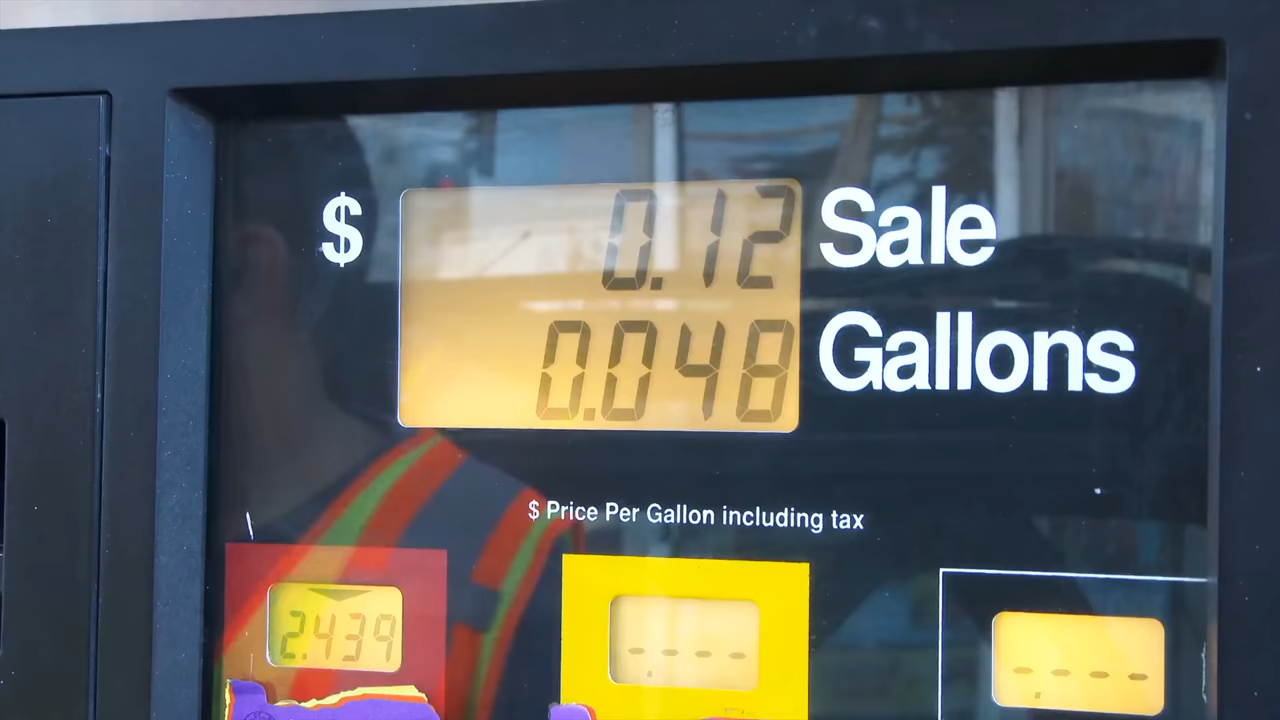 $ 0.12 Sale
0.048 Gallons
$ Price Per Gallon including tax
2.439
----
----